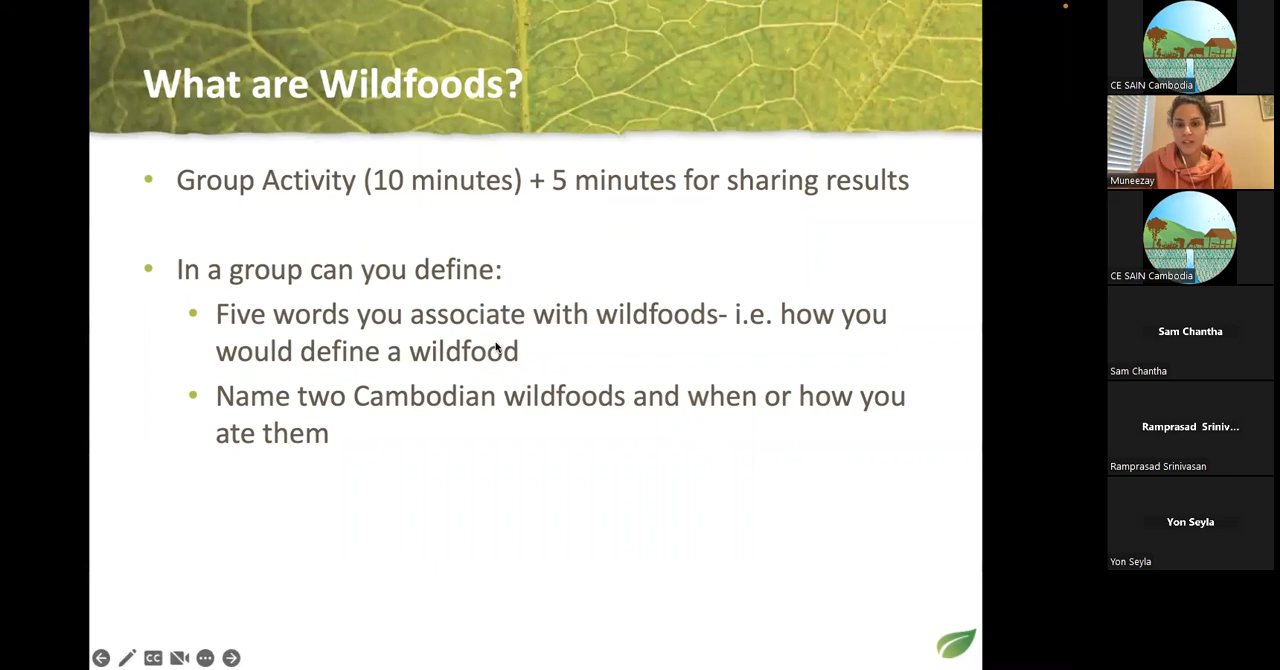 What are Wildfoods?
• Group Activity (10 minutes) + 5 minutes for sharing results
• In a group can you define:
• Five words you associate with wildfoods- i.e. how you
would define a wildfood
• Name two Cambodian wildfoods and when or how you
ate them
CC
CE SAIN Cambodia
Muneezay
CE SAIN Cambodia
Sam Chantha
Sam Chantha
Ramprasad Sriniv...
Ramprasad Srinivasan
Yon Seyla
Yon Seyla